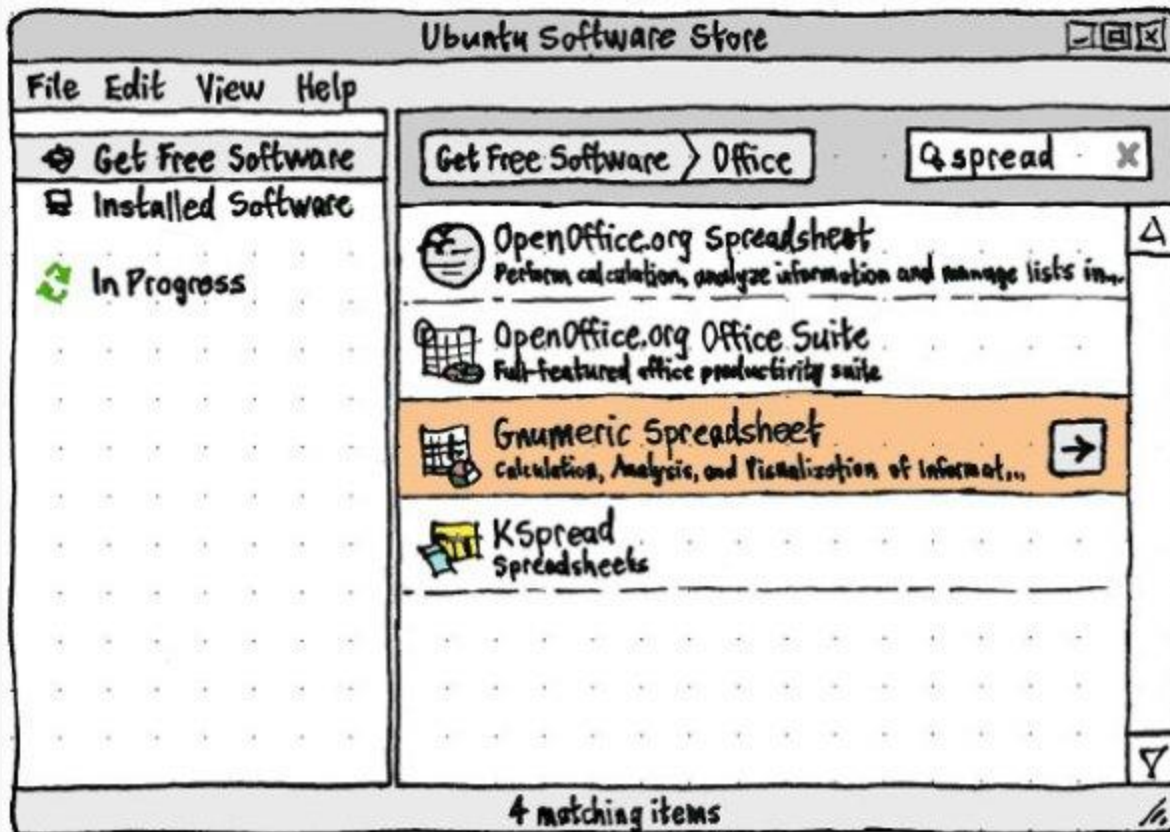 Ubuntu Software Store
File Edit View Help
Get Free Software
Installed Software
In Progress
Get Free Software Office
spread
OpenOffice.org Spreadsheet
Perform calculation, analyze information and manage lists in...
OpenOffice.org Office Suite
Full-featured office productivity suite
Gnumeric Spreadsheet
Calculation, Analysis, and Visualization of Informat...
KSpread
Spreadsheets
4 matching items